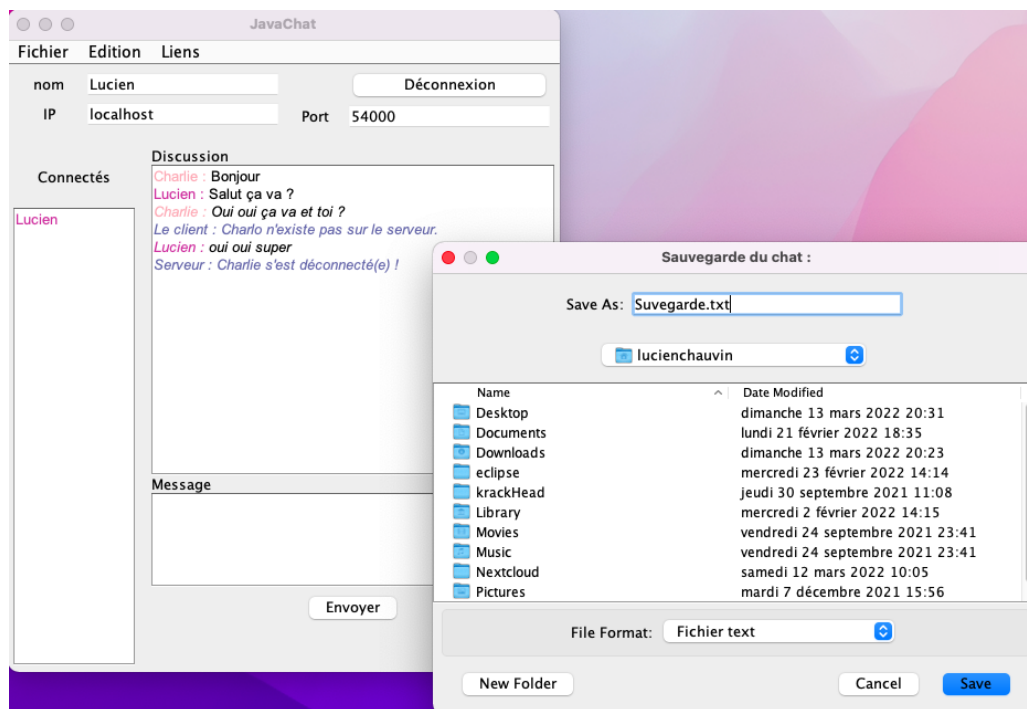 JavaChat
Fichier Edition Liens
nom Lucien Déconnexion
IP localhost Port 54000
Discussion
Connectés
Lucien
Charlie : Bonjour
Lucien : Salut ça va ?
Charlie : Oui oui ça va et toi ?
Le client : Charlo n'existe pas sur le serveur.
Lucien : oui oui super
Serveur : Charlie s'est déconnecté(e) !
Message
Envoyer
Sauvegarde du chat :
Save As: Suvegarde.txt
lucienchauvin
Name Date Modified
Desktop dimanche 13 mars 2022 20:31
Documents lundi 21 février 2022 18:35
Downloads dimanche 13 mars 2022 20:23
eclipse mercredi 23 février 2022 14:14
krackHead jeudi 30 septembre 2021 11:08
Library mercredi 2 février 2022 14:15
Movies vendredi 24 septembre 2021 23:41
Music vendredi 24 septembre 2021 23:41
Nextcloud samedi 12 mars 2022 10:05
Pictures mardi 7 décembre 2021 15:56
File Format: Fichier text
New Folder Cancel Save